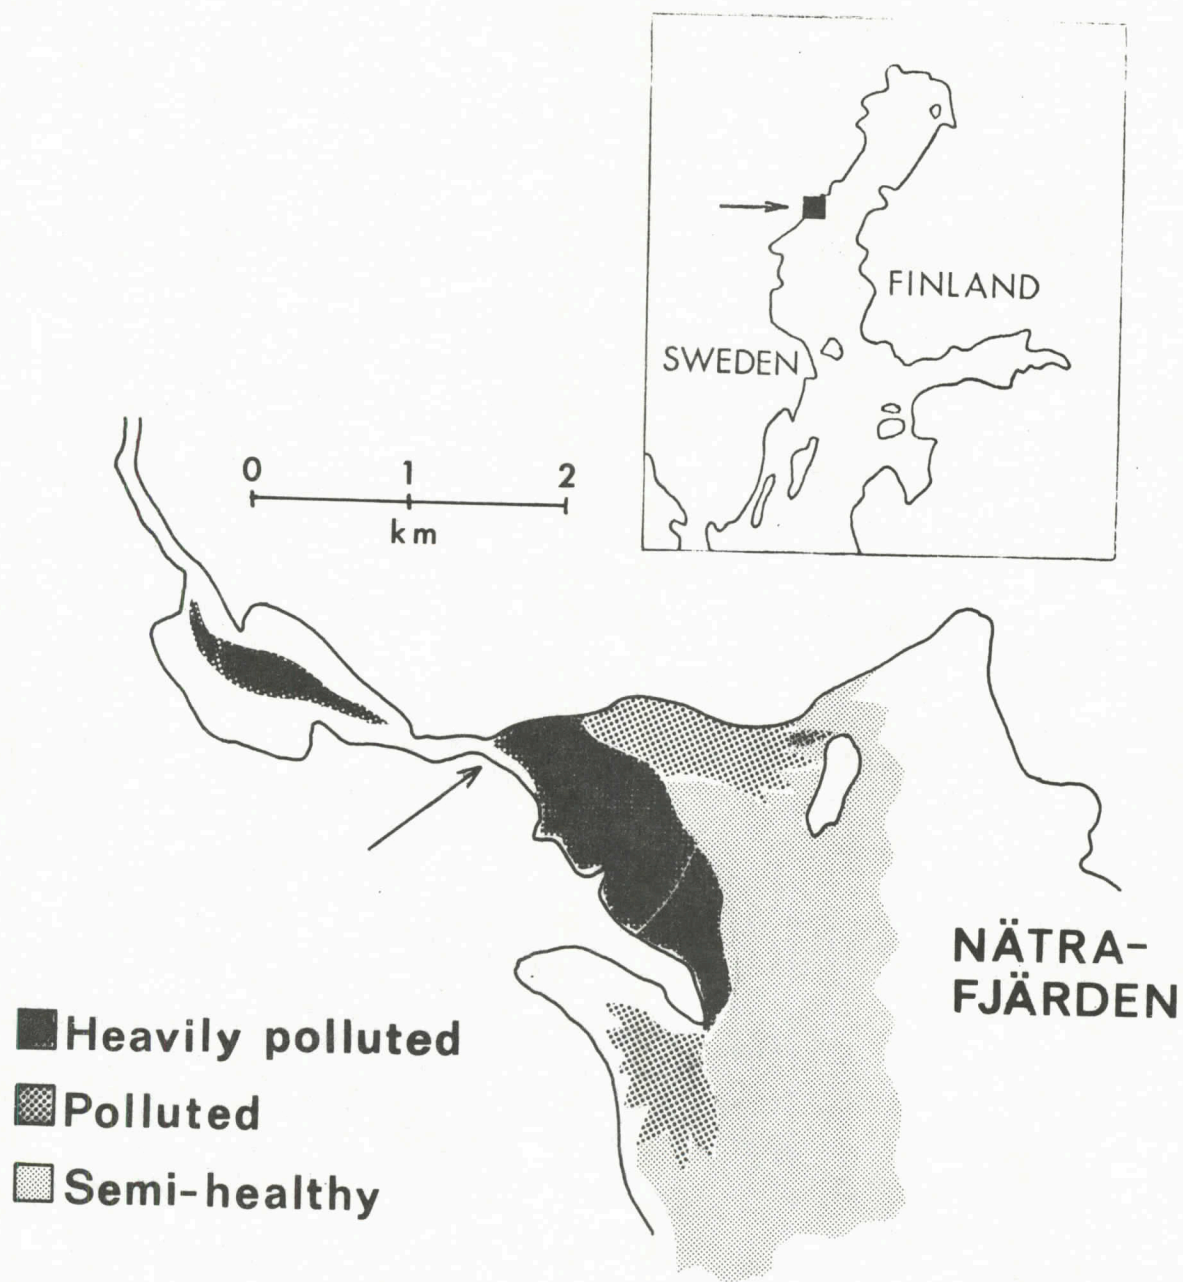 FINLAND
SWEDEN
0 1 2
km
NÄTRA-
FJÄRDEN
Heavily polluted
Polluted
Semi-healthy